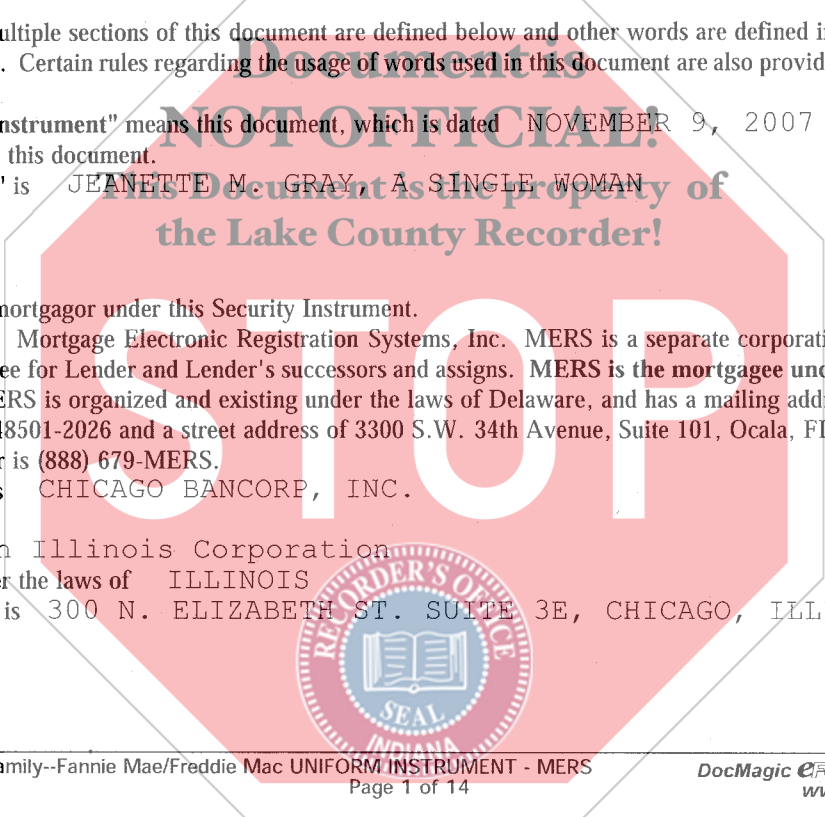 ultiple sections of this document are defined below and other words are defined i
. Certain rules regarding the usage of words used in this document are also provid
Document is
NOT OFFICIAL!
This Document is the property of
the Lake County Recorder!
nstrument" means this document, which is dated NOVEMBER 9, 2007
this document.
" is JEANETTE M. GRAY, A SINGLE WOMAN
mortgagor under this Security Instrument.
Mortgage Electronic Registration Systems, Inc. MERS is a separate corporati
ee for Lender and Lender's successors and assigns. MERS is the mortgagee und
ERS is organized and existing under the laws of Delaware, and has a mailing add
48501-2026 and a street address of 3300 S.W. 34th Avenue, Suite 101, Ocala, FL
r is (888) 679-MERS.
s CHICAGO BANCORP, INC.
STOP
n Illinois Corporation
er the laws of ILLINOIS
is 300 N. ELIZABETH ST. SUITE 3E, CHICAGO, ILL
RECORDER'S OFFICE
SEAL
INDIANA
amily--Fannie Mae/Freddie Mac UNIFORM INSTRUMENT - MERS
Page 1 of 14
DocMagic